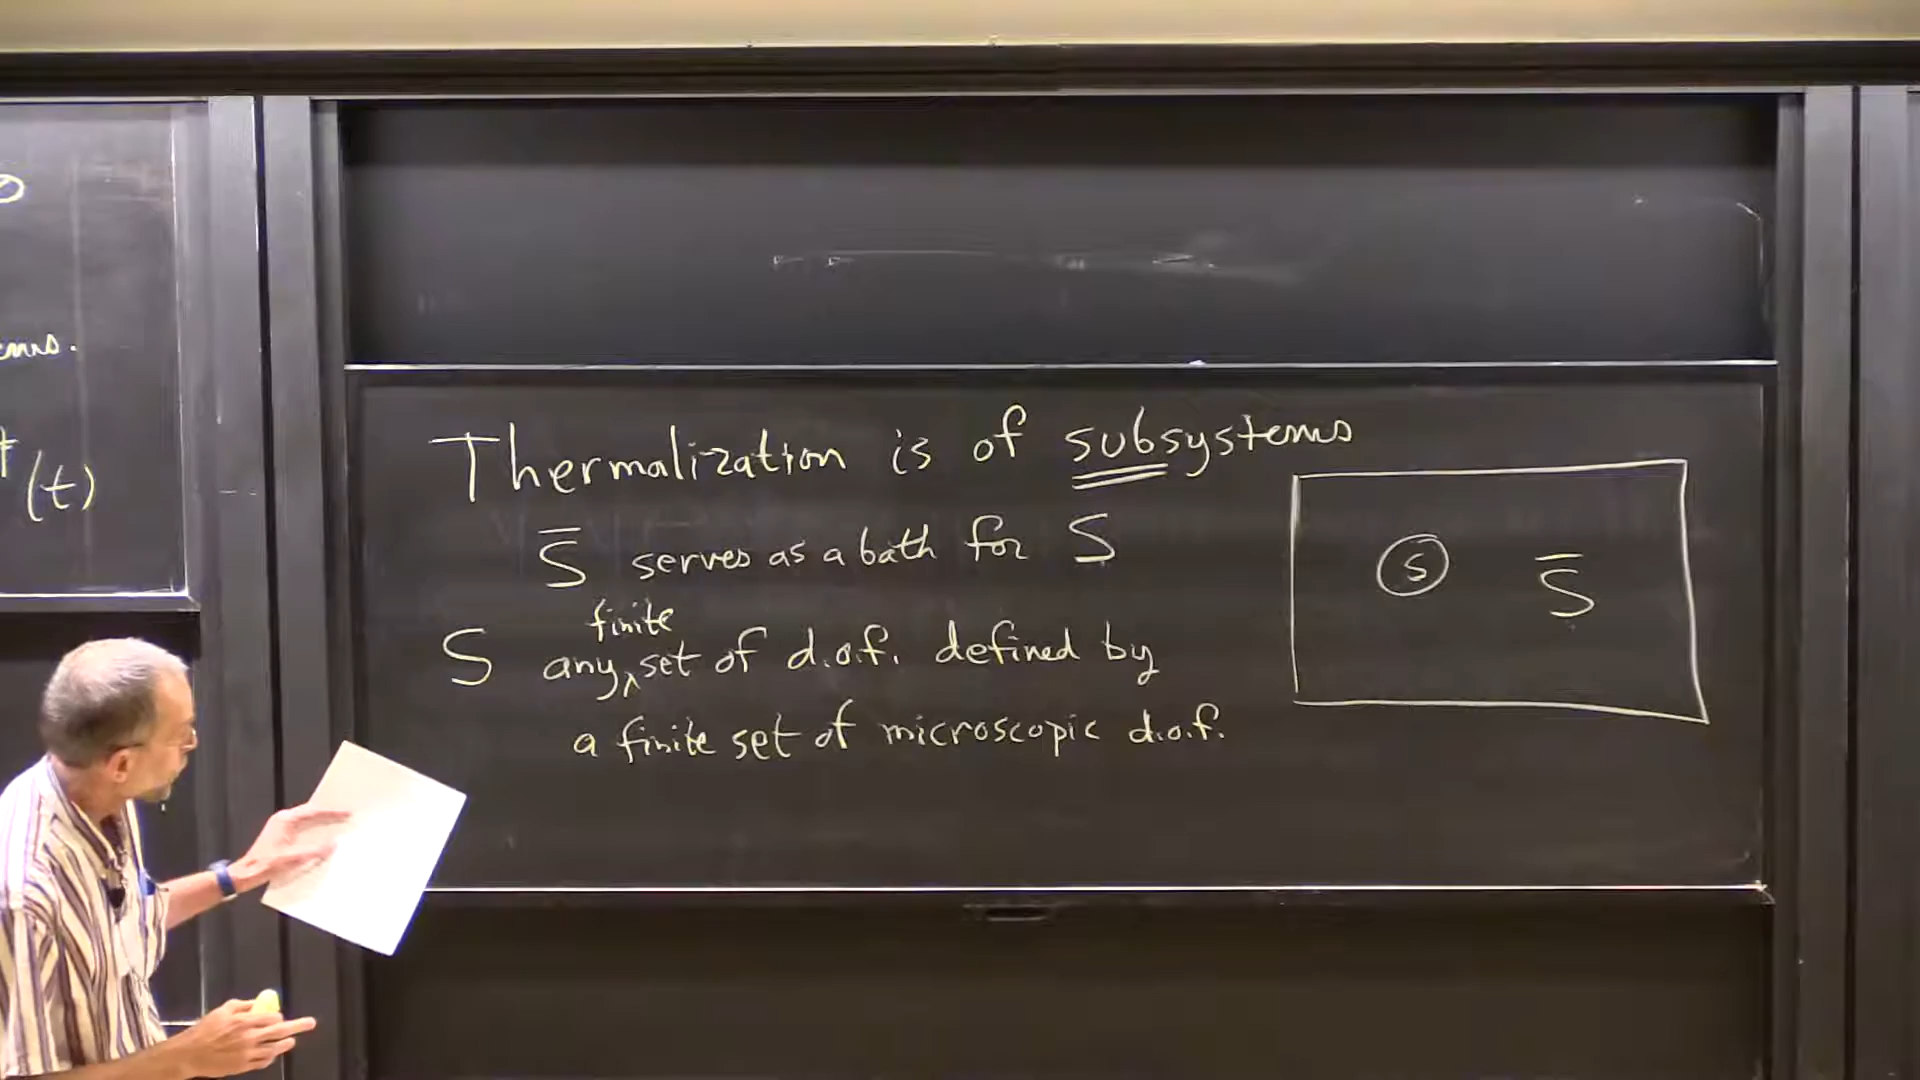 (t)
Thermalization is of subsystems
S̅ serves as a bath for S
finite
S any‸set of d.o.f. defined by
a finite set of microscopic d.o.f.
S S̅